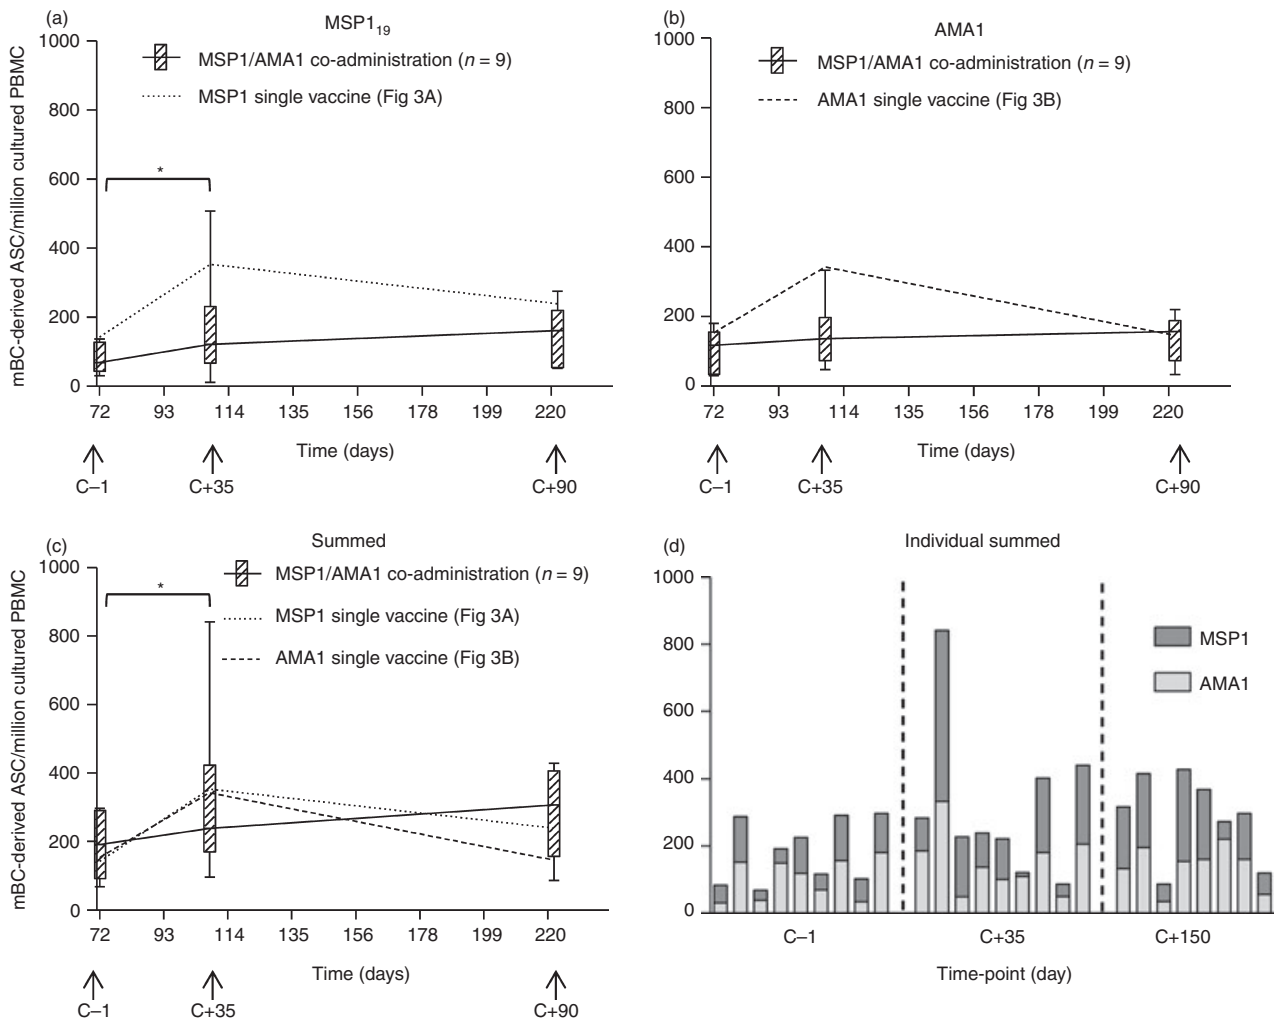 (a)
MSP1₁₉
mBC-derived ASC/million cultured PBMC
1000
800
600
400
200
0
MSP1/AMA1 co-administration (n = 9)
MSP1 single vaccine (Fig 3A)
*
72 93 114 135 156 178 199 220
Time (days)
C–1 C+35 C+90
(b)
AMA1
1000
800
600
400
200
0
MSP1/AMA1 co-administration (n = 9)
AMA1 single vaccine (Fig 3B)
72 93 114 135 156 178 199 220
Time (days)
C–1 C+35 C+90
(c)
Summed
mBC-derived ASC/million cultured PBMC
1000
800
600
400
200
0
MSP1/AMA1 co-administration (n = 9)
MSP1 single vaccine (Fig 3A)
AMA1 single vaccine (Fig 3B)
*
72 93 114 135 156 178 199 220
Time (days)
C–1 C+35 C+90
(d)
Individual summed
1000
800
600
400
200
0
MSP1
AMA1
C–1 C+35 C+150
Time-point (day)